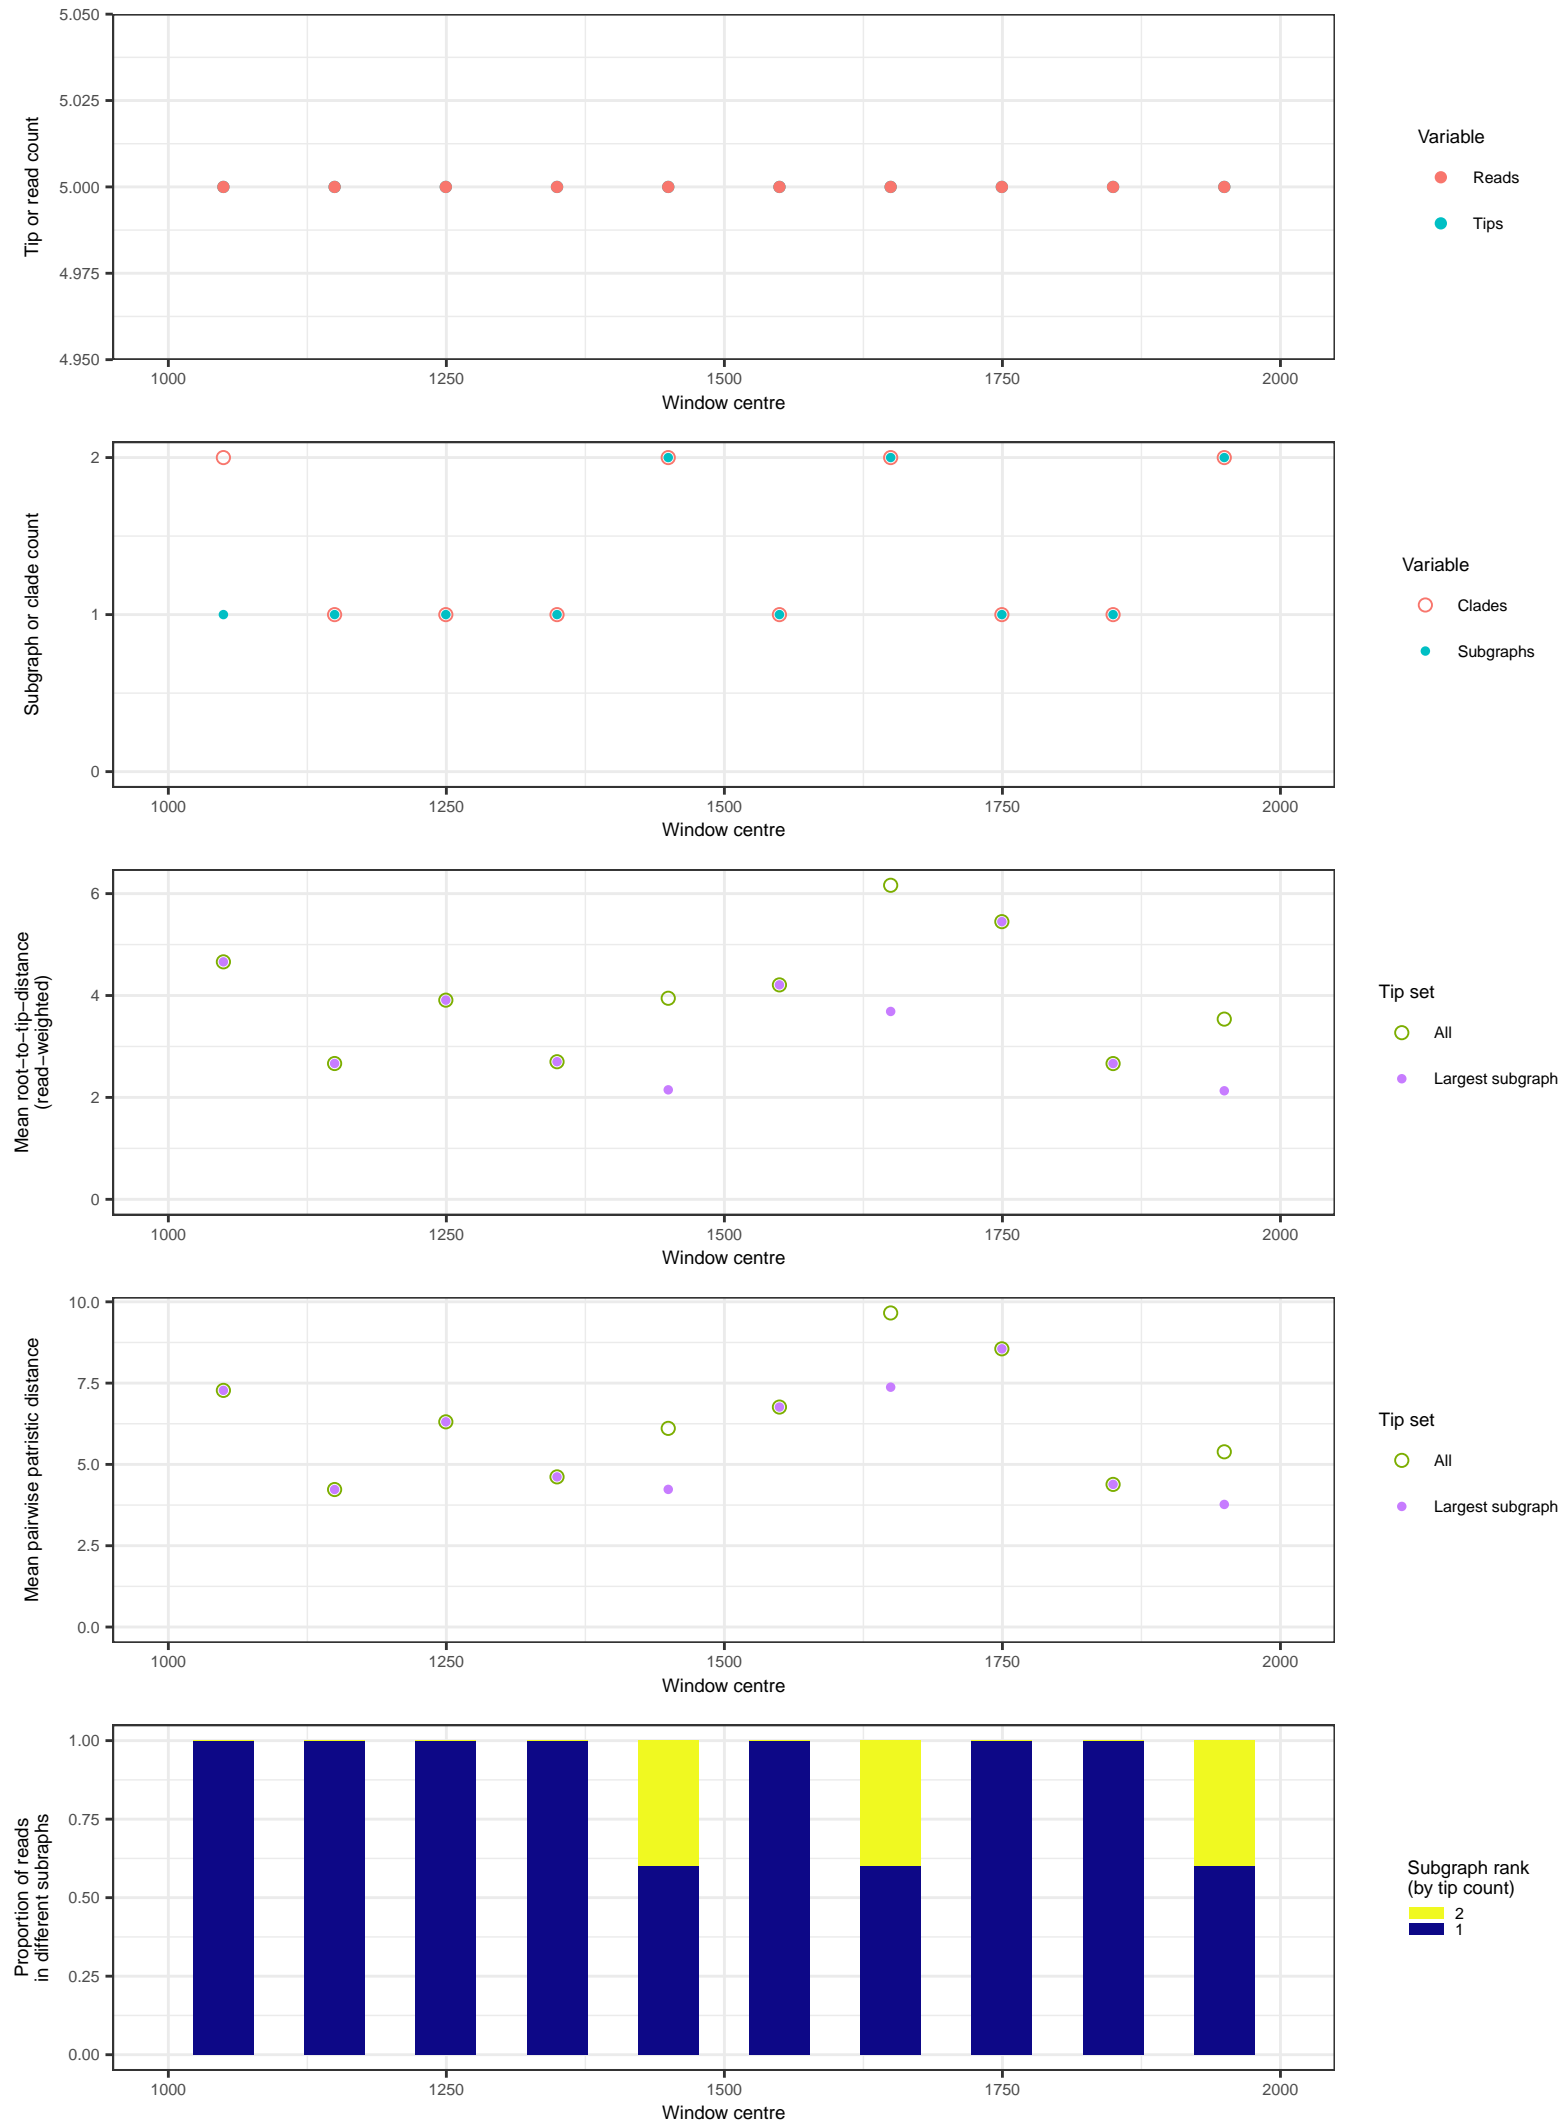 5.050
5.025
5.000
4.975
4.950
Tip or read count
1000 1250 1500 1750 2000
Window centre
Variable
Reads
Tips
2
1
0
Subgraph or clade count
1000 1250 1500 1750 2000
Window centre
Variable
Clades
Subgraphs
6
4
2
0
Mean root−to−tip−distance
(read−weighted)
1000 1250 1500 1750 2000
Window centre
Tip set
All
Largest subgraph
10.0
7.5
5.0
2.5
0.0
Mean pairwise patristic distance
1000 1250 1500 1750 2000
Window centre
Tip set
All
Largest subgraph
1.00
0.75
0.50
0.25
0.00
Proportion of reads
in different subraphs
1000 1250 1500 1750 2000
Window centre
Subgraph rank
(by tip count)
2
1